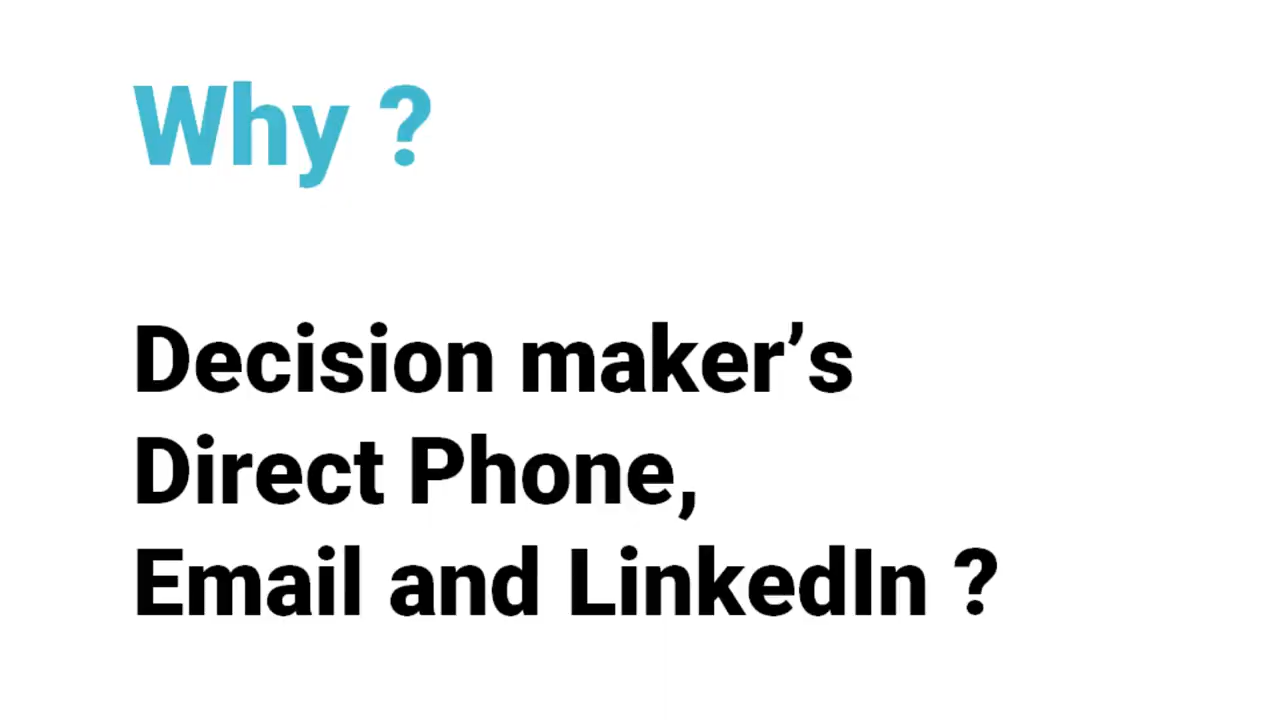 Why ?
Decision maker’s
Direct Phone,
Email and LinkedIn ?